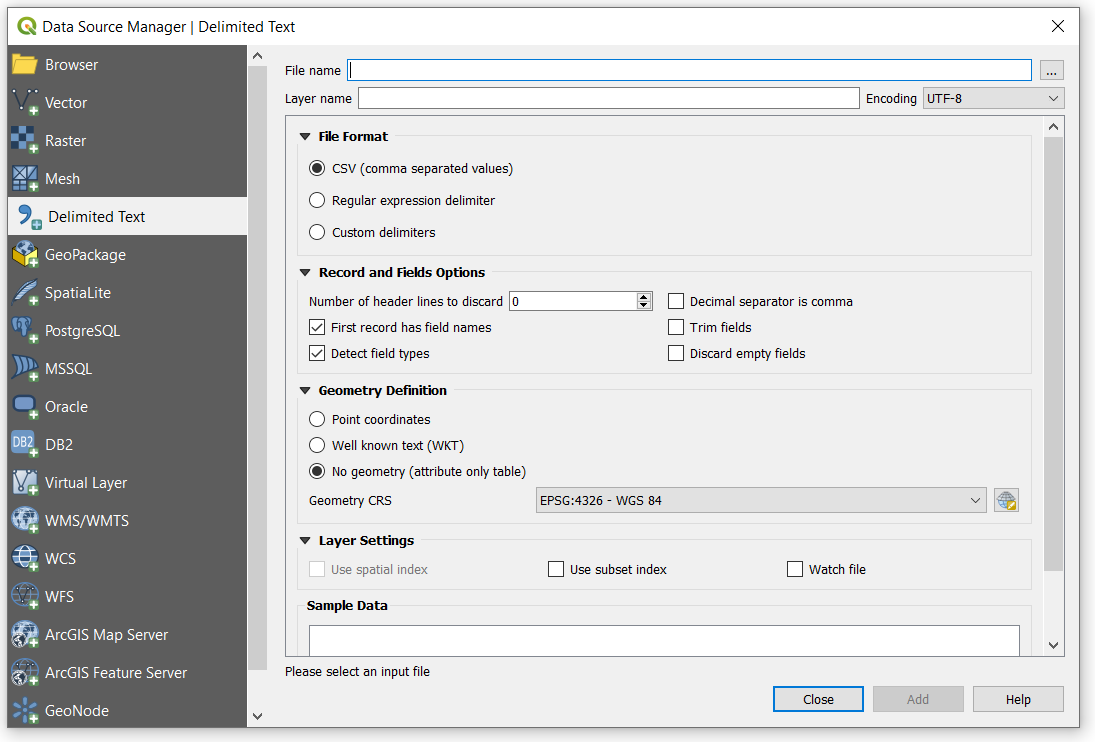 Data Source Manager | Delimited Text
Browser
Vector
Raster
Mesh
Delimited Text
GeoPackage
SpatiaLite
PostgreSQL
MSSQL
Oracle
DB2
DB2
Virtual Layer
WMS/WMTS
WCS
WFS
ArcGIS Map Server
ArcGIS Feature Server
GeoNode
File name
...
Layer name
Encoding UTF-8
File Format
CSV (comma separated values)
Regular expression delimiter
Custom delimiters
Record and Fields Options
Number of header lines to discard 0
Decimal separator is comma
First record has field names
Trim fields
Detect field types
Discard empty fields
Geometry Definition
Point coordinates
Well known text (WKT)
No geometry (attribute only table)
Geometry CRS EPSG:4326 - WGS 84
Layer Settings
Use spatial index
Use subset index
Watch file
Sample Data
Please select an input file
Close
Add
Help